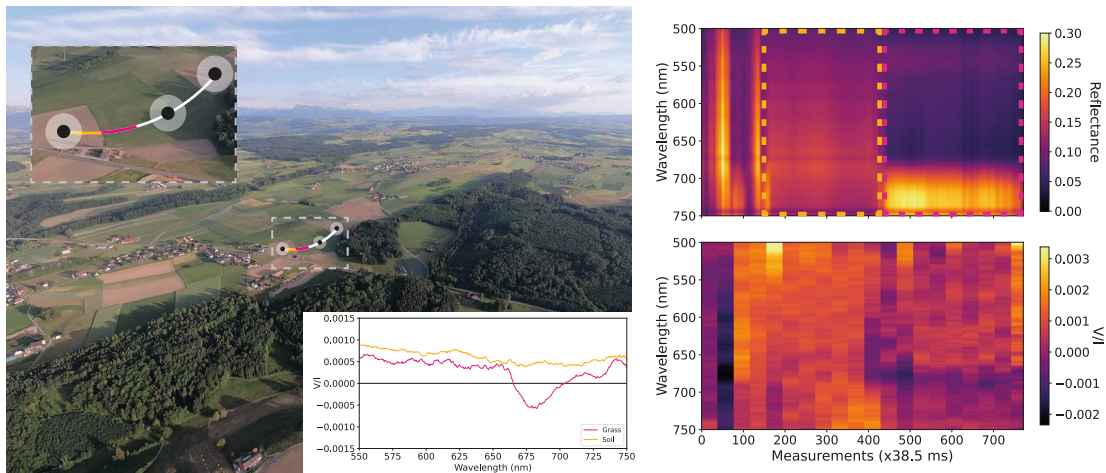 0.0015
0.0010
0.0005
0.0000
−0.0005
−0.0010
−0.0015
V/I
550 575 600 625 650 675 700 725 750
Wavelength (nm)
Grass
Soil
500
550
600
650
700
750
Wavelength (nm)
0.30
0.25
0.20
0.15
0.10
0.05
0.00
Reflectance
500
550
600
650
700
750
Wavelength (nm)
0 100 200 300 400 500 600 700
Measurements (x38.5 ms)
0.003
0.002
0.001
0.000
−0.001
−0.002
V/I